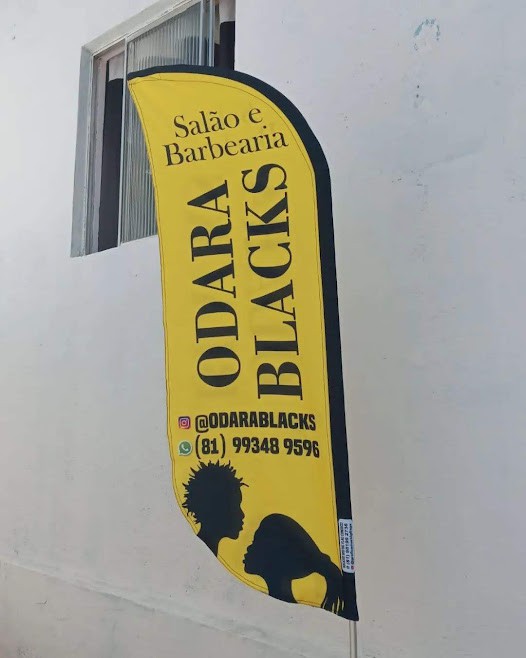 Salão e
Barbearia
ODARA
BLACKS
@ODARABLACKS
(81) 99348 9596